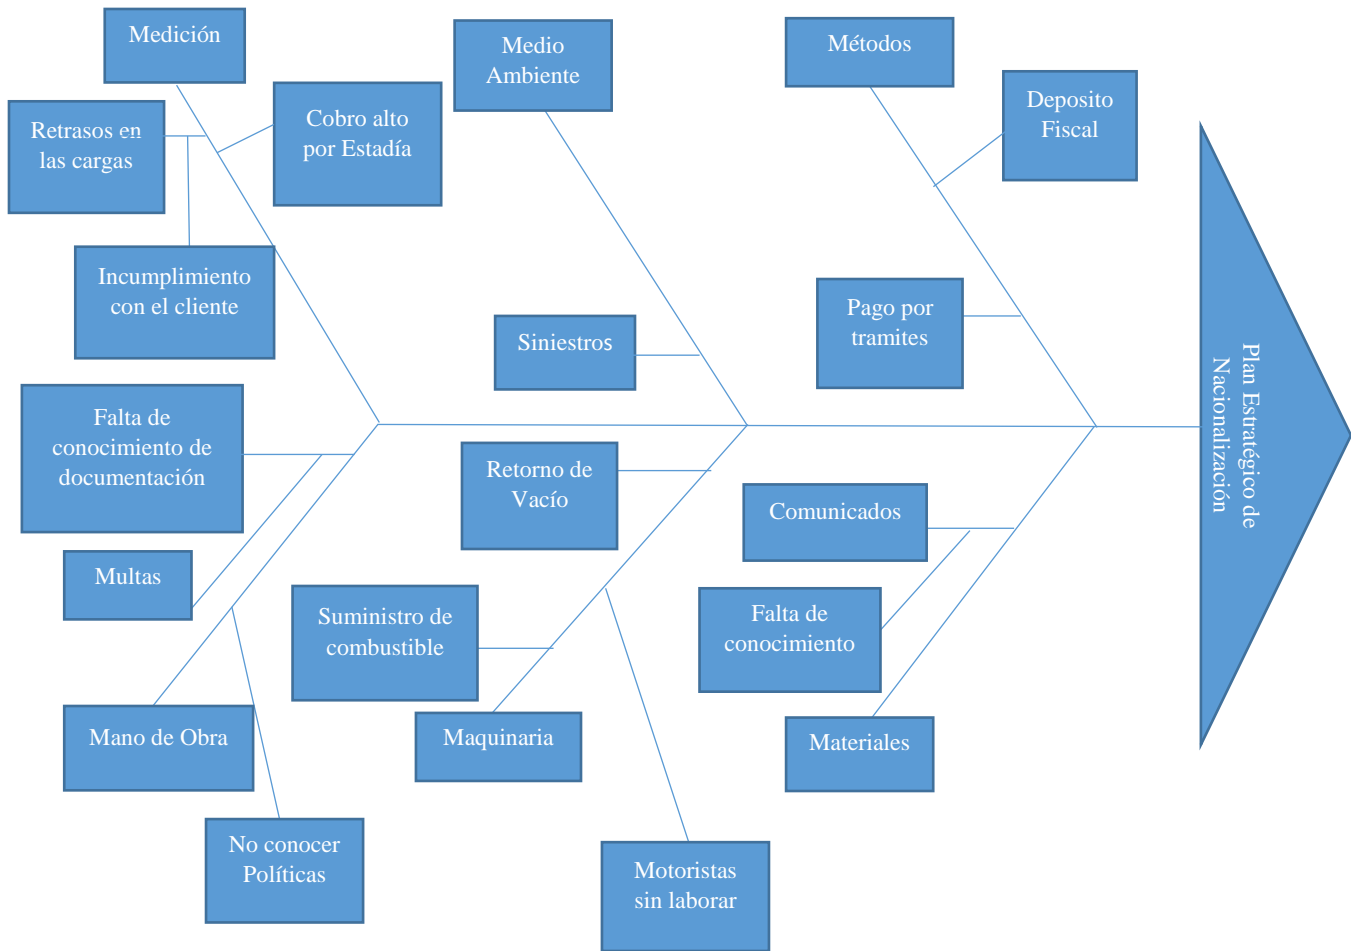 Medición
Medio
Ambiente
Métodos
Deposito
Fiscal
Retrasos en
las cargas
Cobro alto
por Estadía
Incumplimiento
con el cliente
Siniestros
Pago por
tramites
Plan Estratégico de
Nacionalización
Falta de
conocimiento de
documentación
Retorno de
Vacío
Comunicados
Multas
Suministro de
combustible
Falta de
conocimiento
Mano de Obra
Maquinaria
Materiales
No conocer
Políticas
Motoristas
sin laborar